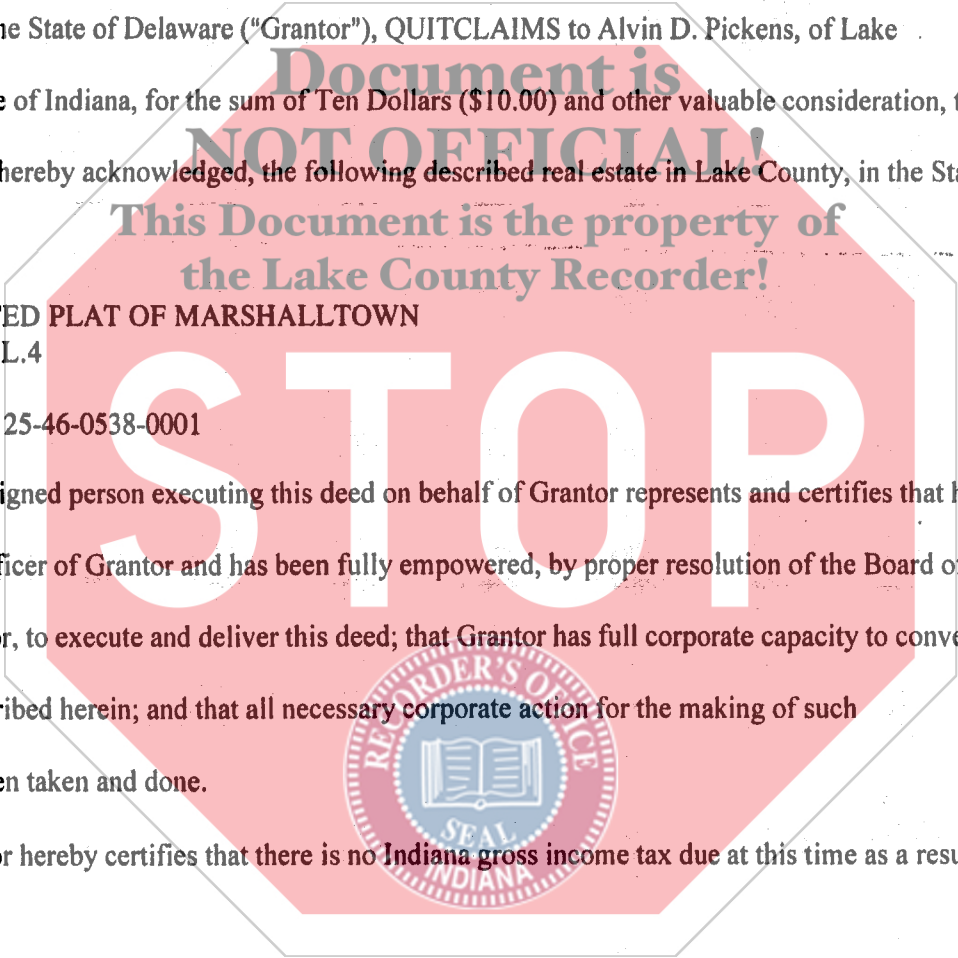 he State of Delaware ("Grantor"), QUITCLAIMS to Alvin D. Pickens, of Lake
Document is
e of Indiana, for the sum of Ten Dollars ($10.00) and other valuable consideration, t
NOT OFFICIAL!
hereby acknowledged, the following described real estate in Lake County, in the Sta
This Document is the property of
the Lake County Recorder!
TED PLAT OF MARSHALLTOWN
L.4
STOP
25-46-0538-0001
igned person executing this deed on behalf of Grantor represents and certifies that h
ficer of Grantor and has been fully empowered, by proper resolution of the Board o
r, to execute and deliver this deed; that Grantor has full corporate capacity to conve
RECORDER'S OFFICE
ribed herein; and that all necessary corporate action for the making of such
en taken and done.
SEAL
or hereby certifies that there is no Indiana gross income tax due at this time as a resu
INDIANA